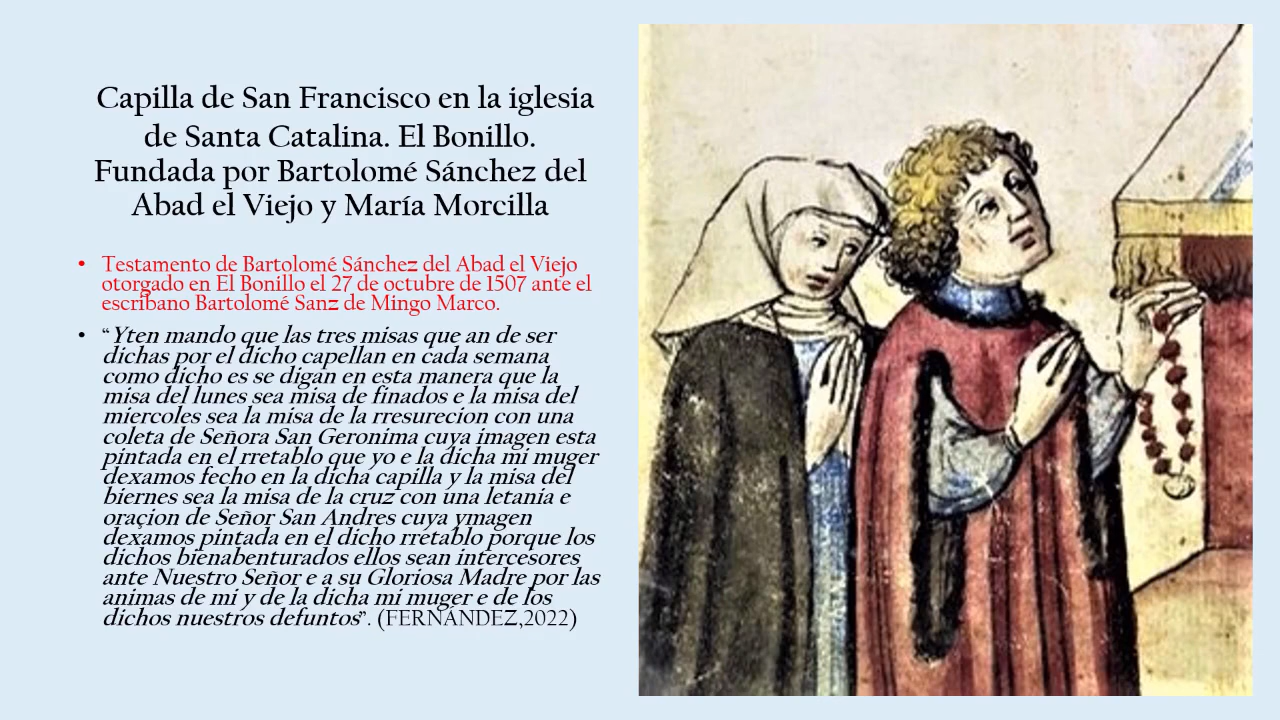 Capilla de San Francisco en la iglesia
de Santa Catalina. El Bonillo.
Fundada por Bartolomé Sánchez del
Abad el Viejo y María Morcilla
• Testamento de Bartolomé Sánchez del Abad el Viejo
otorgado en El Bonillo el 27 de octubre de 1507 ante el
escribano Bartolomé Sanz de Mingo Marco.
• “Yten mando que las tres misas que an de ser
dichas por el dicho capellan en cada semana
como dicho es se digan en esta manera que la
misa del lunes sea misa de finados e la misa del
miercoles sea la misa de la rresurecion con una
coleta de Señora San Geronima cuya imagen esta
pintada en el rretablo que yo e la dicha mi muger
dexamos fecho en la dicha capilla y la misa del
biernes sea la misa de la cruz con una letania e
oraçion de Señor San Andres cuya ymagen
dexamos pintada en el dicho rretablo porque los
dichos bienabenturados ellos sean intercesores
ante Nuestro Señor e a su Gloriosa Madre por las
animas de mi y de la dicha mi muger e de los
dichos nuestros defuntos”. (FERNÁNDEZ,2022)